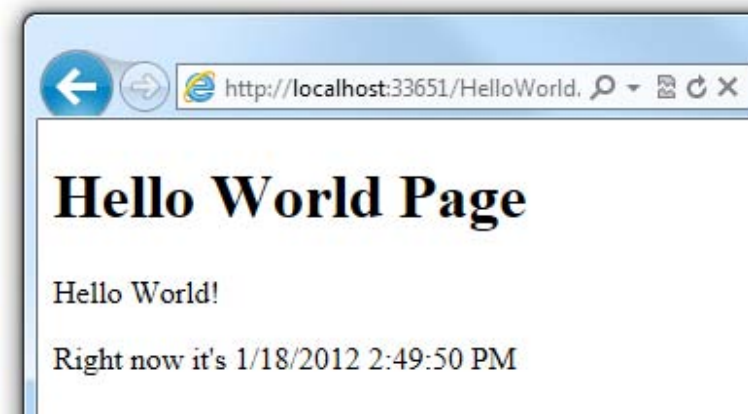 http://localhost:33651/HelloWorld.
Hello World Page
Hello World!
Right now it's 1/18/2012 2:49:50 PM